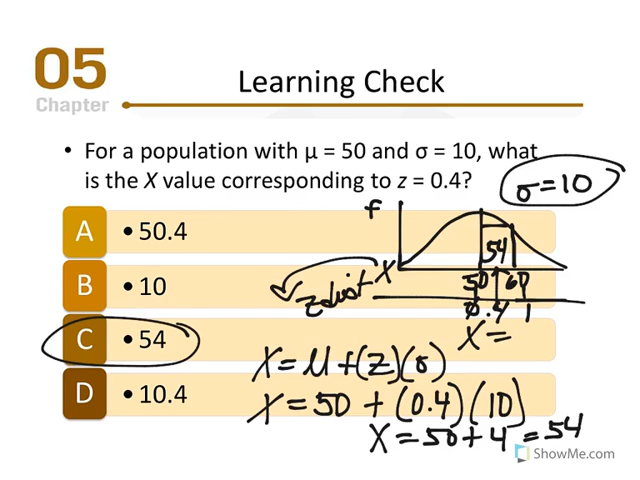 05
Chapter
Learning Check
• For a population with μ = 50 and σ = 10, what
is the X value corresponding to z = 0.4?
σ=10
A • 50.4
f
54
B • 10
X
50 60
z dist
0 .4 1
C • 54
X=
X=μ+(z)(σ)
D • 10.4
X=50+(0.4)(10)
X=50+4=54
ShowMe.com